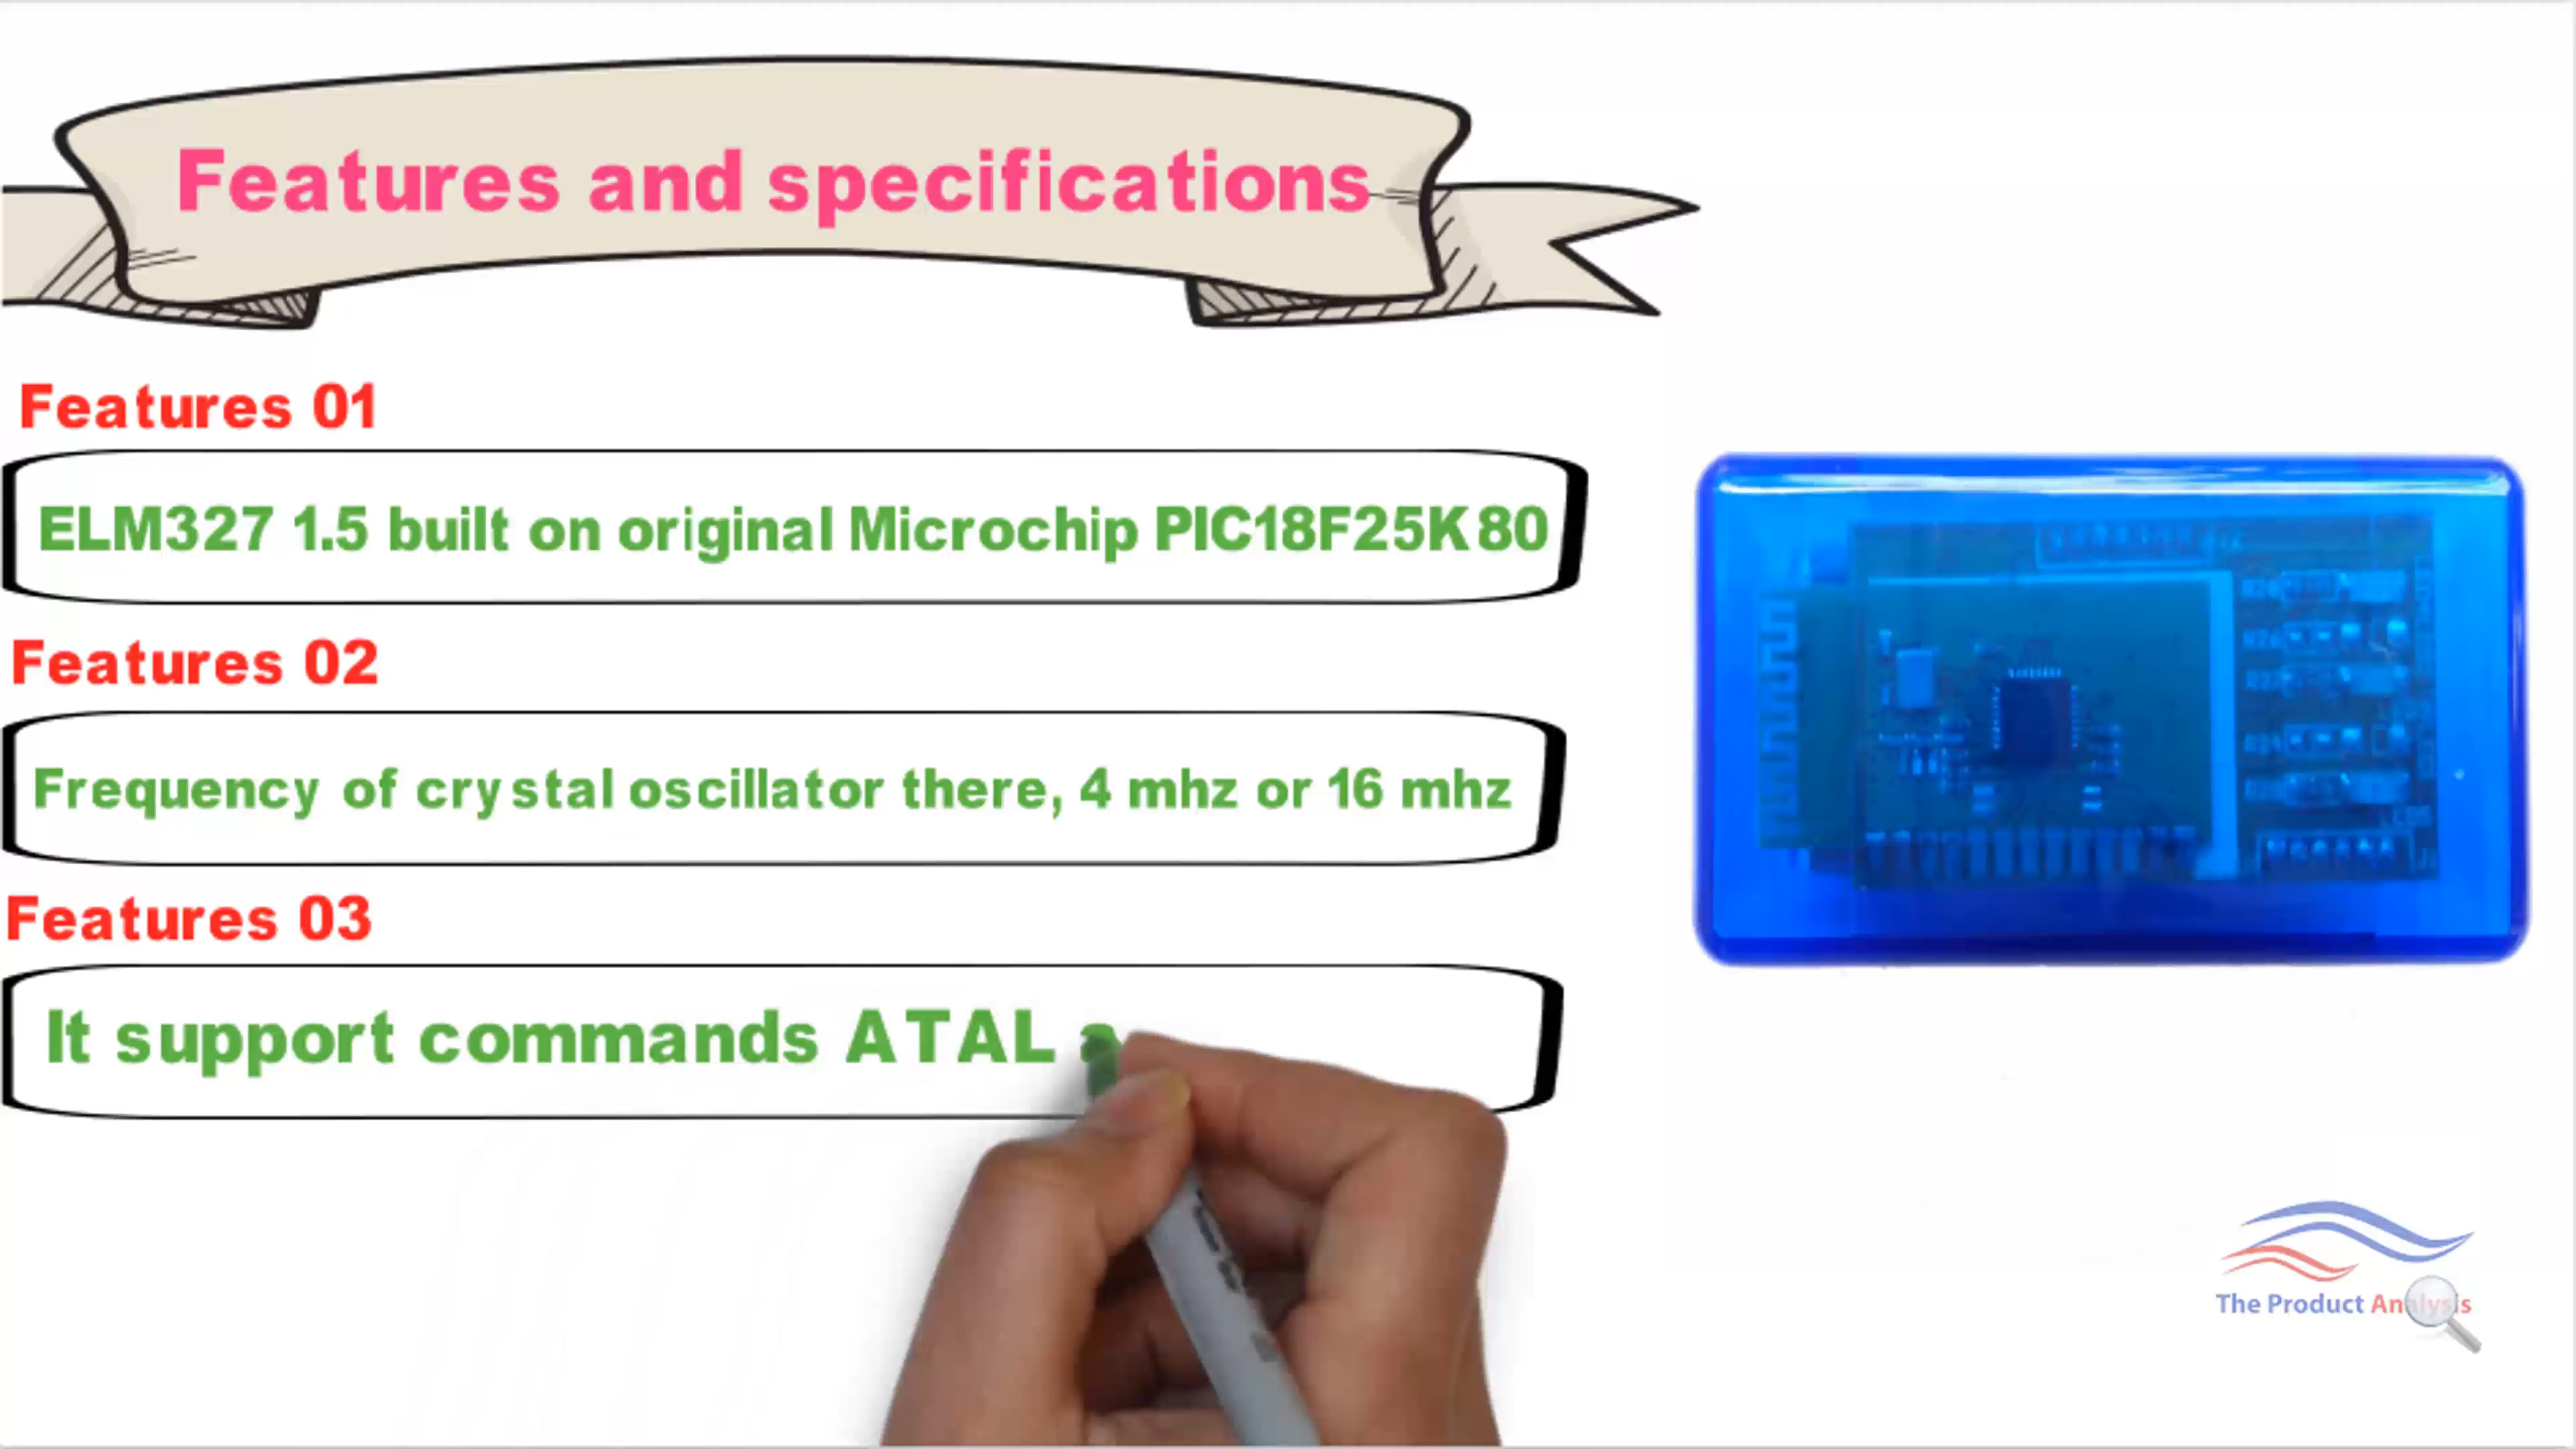 Features and specifications
Features 01
ELM327 1.5 built on original Microchip PIC18F25K80
Features 02
Frequency of crystal oscillator there, 4 mhz or 16 mhz
Features 03
It support commands ATAL
The Product Analysis